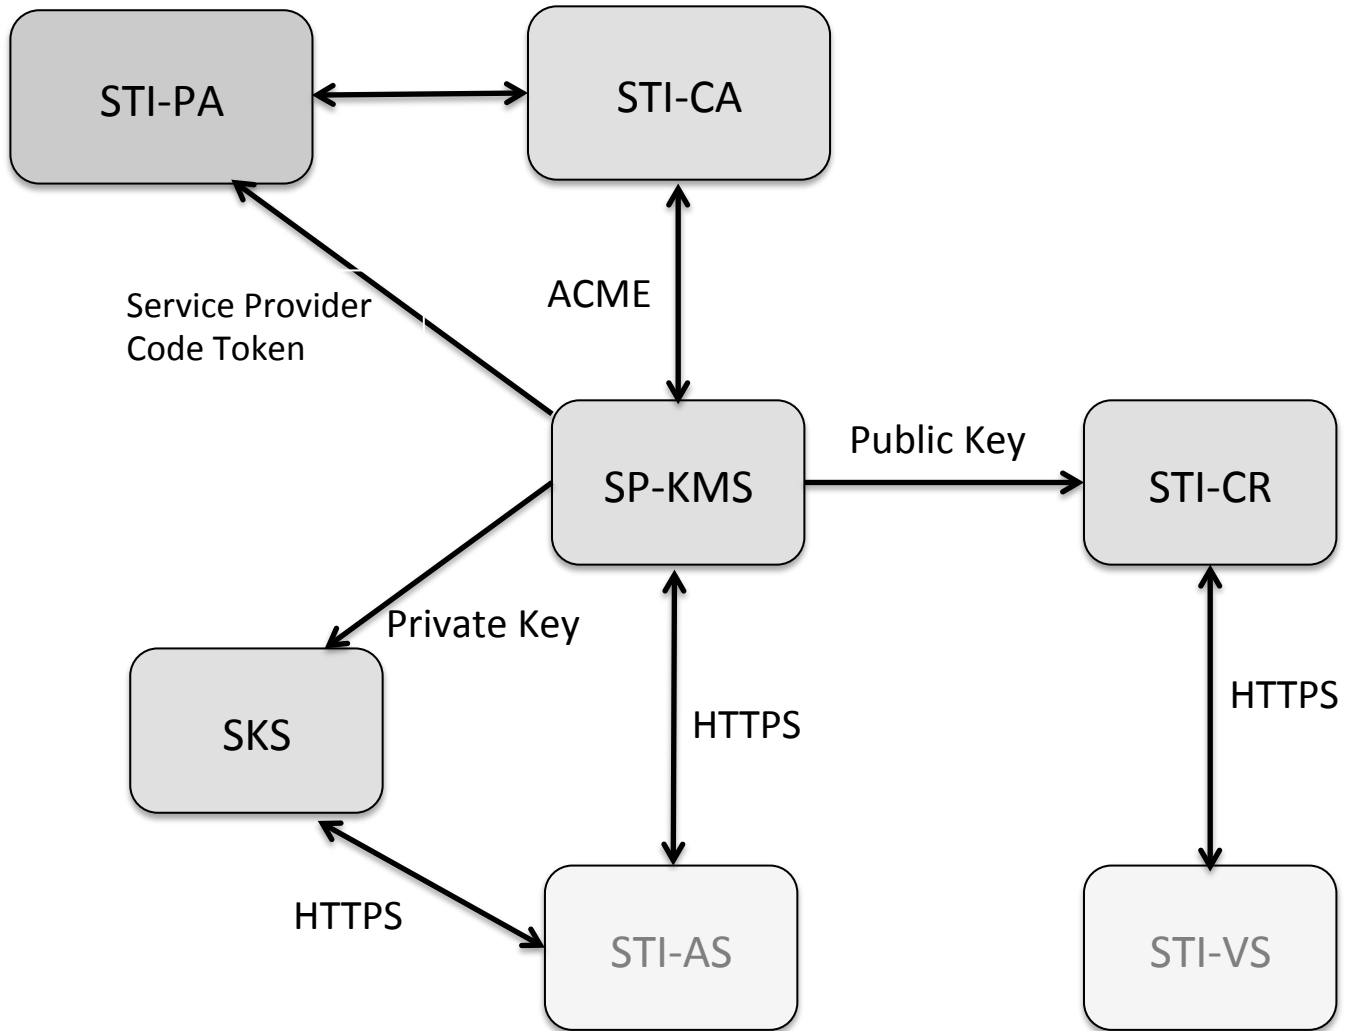 STI-PA
STI-CA
Service Provider
Code Token
ACME
Public Key
SP-KMS
STI-CR
Private Key
SKS
HTTPS
HTTPS
HTTPS
STI-AS
STI-VS